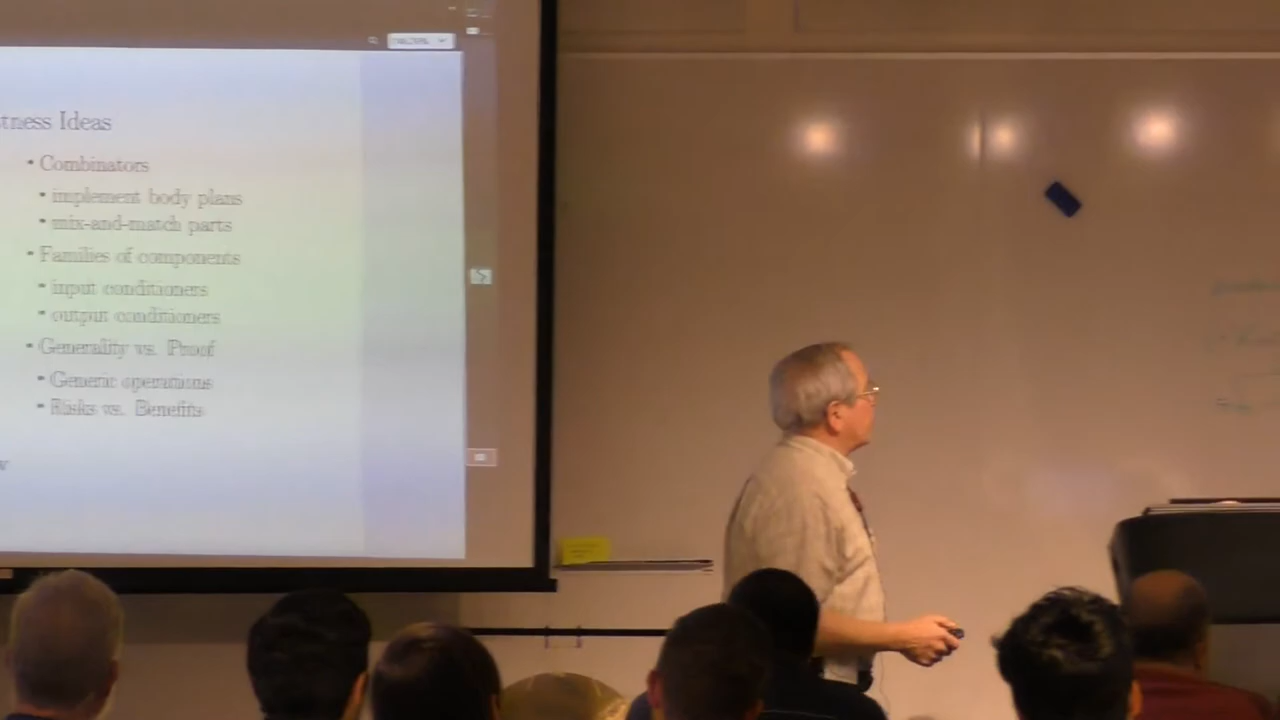 tness Ideas
• Combinators
• implement body plans
• mix-and-match parts
• Families of components
• input conditioners
• output conditioners
• Generality vs. Proof
• Generic operations
• Risks vs. Benefits